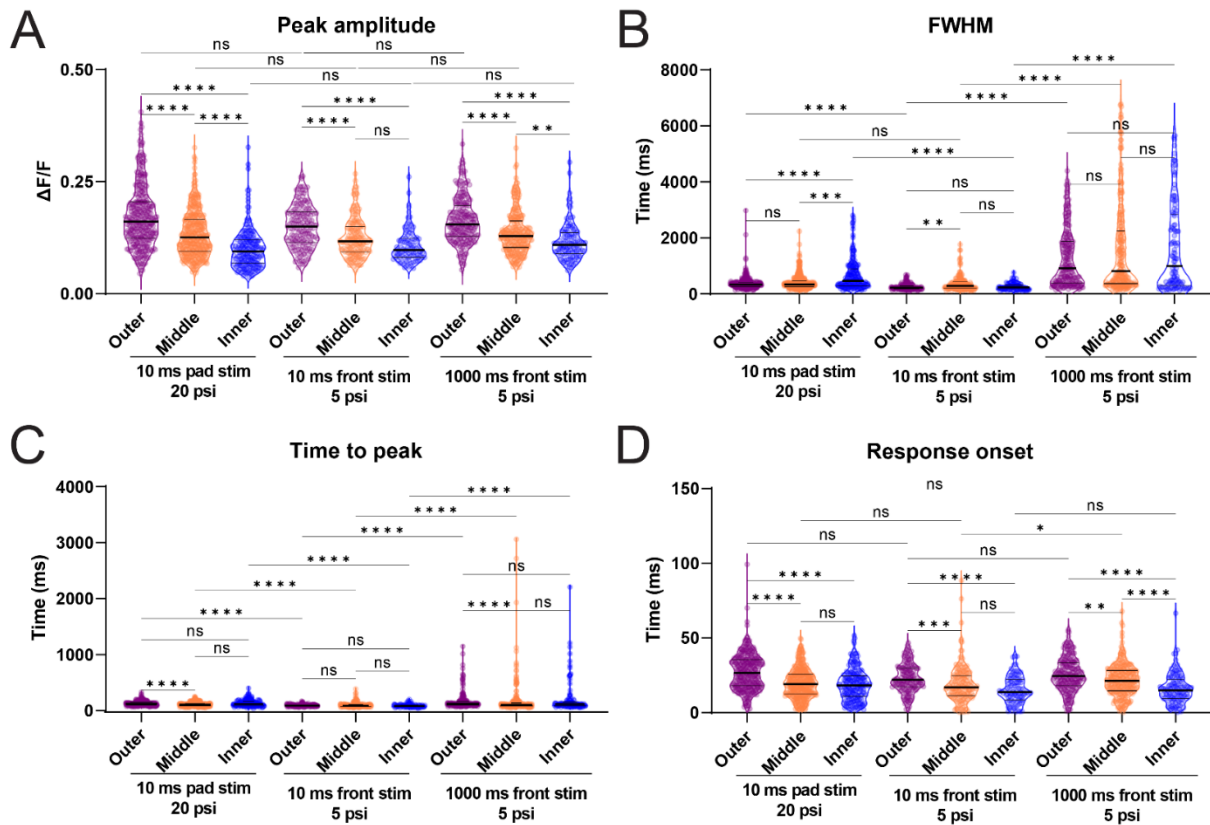 A
Peak amplitude
ns ns
ns ns
ns ns
0.50
**** **** ****
**** **** **** ns **** **
0.25
ΔF/F
0.00
Outer Middle Inner Outer Middle Inner Outer Middle Inner
10 ms pad stim 10 ms front stim 1000 ms front stim
20 psi 5 psi 5 psi
B
FWHM
8000
****
****
**** ****
ns ns ns
6000
****
**** ns ns
4000
*** ns ns
ns ** ns
2000
Time (ms)
0
Outer Middle Inner Outer Middle Inner Outer Middle Inner
10 ms pad stim 10 ms front stim 1000 ms front stim
20 psi 5 psi 5 psi
C
Time to peak
4000
****
****
****
3000
****
**** ns
2000
**** **** ns
ns ns
1000
ns ns ns
****
Time (ms)
0
Outer Middle Inner Outer Middle Inner Outer Middle Inner
10 ms pad stim 10 ms front stim 1000 ms front stim
20 psi 5 psi 5 psi
D
Response onset
150
ns
ns ns
*
ns ns
100
**** **** ****
**** ns *** ns ** ****
50
Time (ms)
0
Outer Middle Inner Outer Middle Inner Outer Middle Inner
10 ms pad stim 10 ms front stim 1000 ms front stim
20 psi 5 psi 5 psi